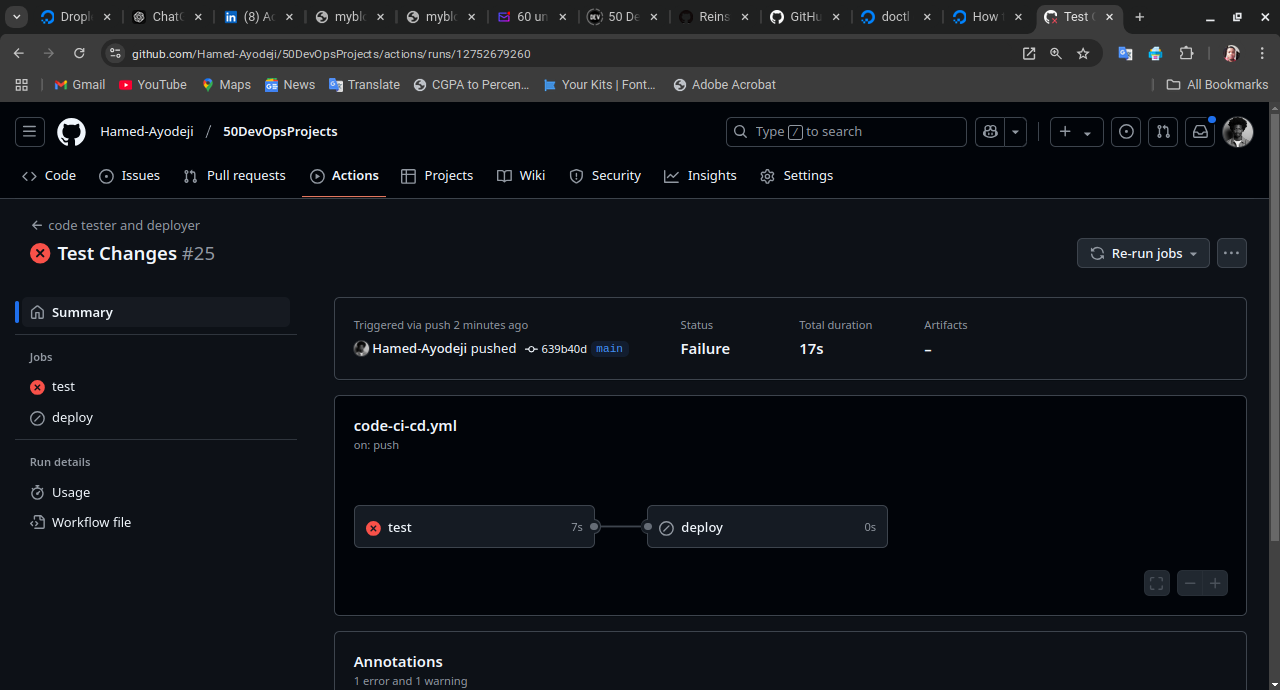 Drople
ChatG
(8) Ac
myblo
myblo
60 un
50 De
Reins
GitHu
doctl
How t
Test C
github.com/Hamed-Ayodeji/50DevOpsProjects/actions/runs/12752679260
Gmail
YouTube
Maps
News
Translate
CGPA to Percen...
Your Kits | Font...
Adobe Acrobat
All Bookmarks
Hamed-Ayodeji / 50DevOpsProjects
Type / to search
Code
Issues
Pull requests
Actions
Projects
Wiki
Security
Insights
Settings
code tester and deployer
Test Changes #25
Re-run jobs
Summary
Jobs
test
deploy
Run details
Usage
Workflow file
Triggered via push 2 minutes ago
Hamed-Ayodeji pushed 639b40d main
Status
Failure
Total duration
17s
Artifacts
–
code-ci-cd.yml
on: push
test 7s
deploy 0s
Annotations
1 error and 1 warning